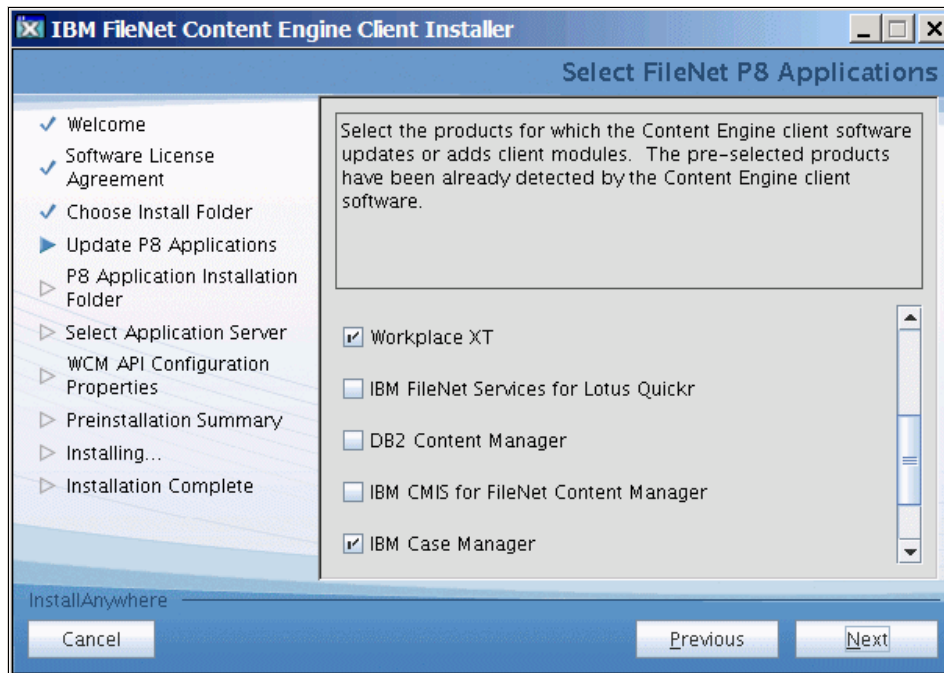 IBM FileNet Content Engine Client Installer
Select FileNet P8 Applications
Welcome
Software License
Agreement
Choose Install Folder
Update P8 Applications
P8 Application Installation
Folder
Select Application Server
WCM API Configuration
Properties
Preinstallation Summary
Installing...
Installation Complete
Select the products for which the Content Engine client software
updates or adds client modules. The pre-selected products
have been already detected by the Content Engine client
software.
Workplace XT
IBM FileNet Services for Lotus Quickr
DB2 Content Manager
IBM CMIS for FileNet Content Manager
IBM Case Manager
InstallAnywhere
Cancel
Previous
Next